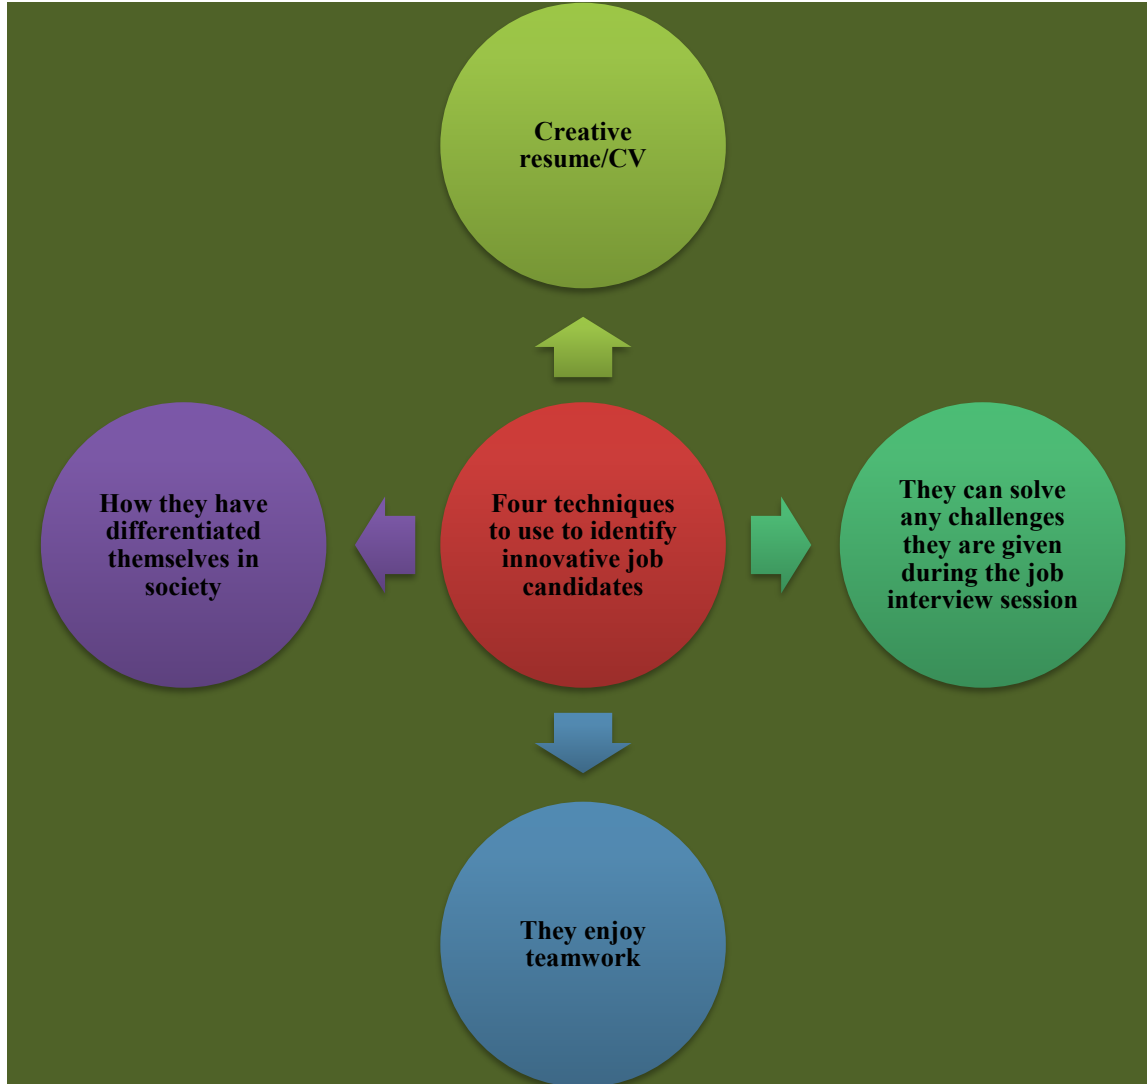 Creative
resume/CV
How they have
differentiated
themselves in
society
Four techniques
to use to identify
innovative job
candidates
They can solve
any challenges
they are given
during the job
interview session
They enjoy
teamwork